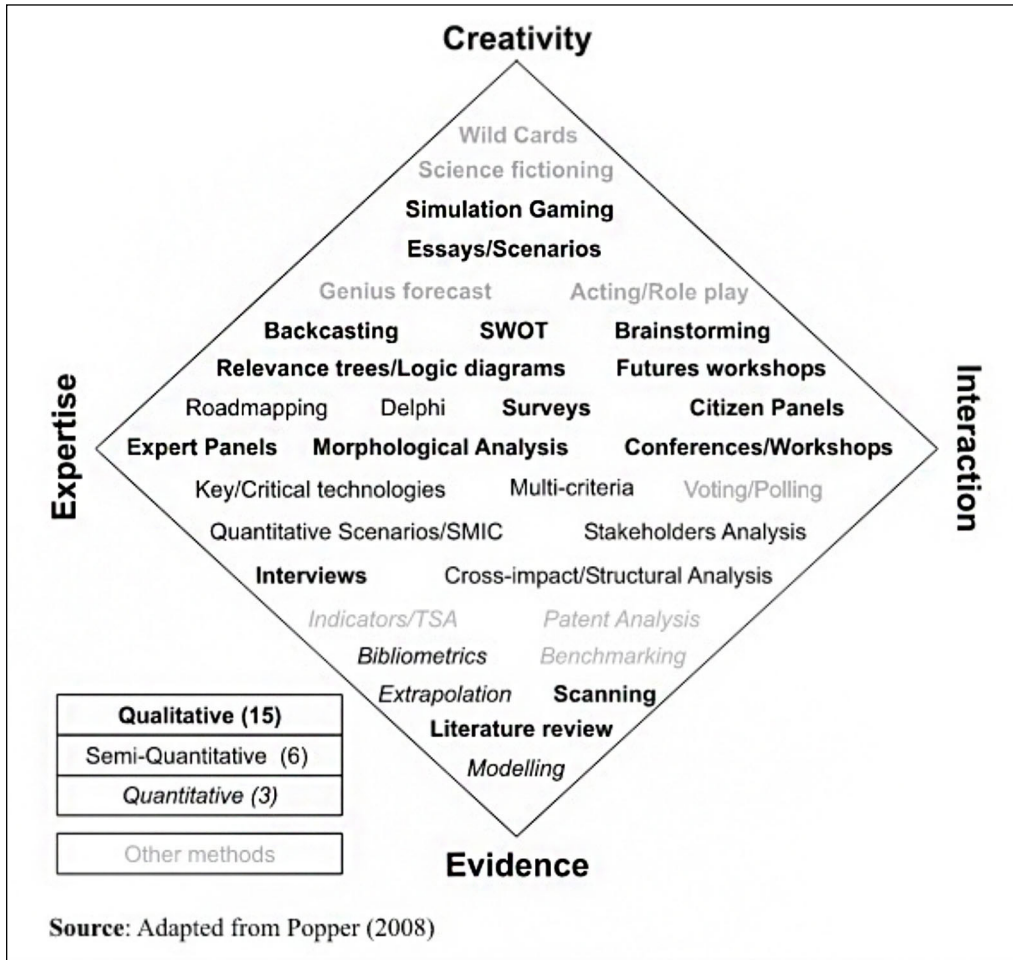 Creativity
Wild Cards
Science fictioning
Simulation Gaming
Essays/Scenarios
Genius forecast Acting/Role play
Backcasting SWOT Brainstorming
Relevance trees/Logic diagrams Futures workshops
Roadmapping Delphi Surveys Citizen Panels
Expert Panels Morphological Analysis Conferences/Workshops
Expertise
Interaction
Key/Critical technologies Multi-criteria Voting/Polling
Quantitative Scenarios/SMIC Stakeholders Analysis
Interviews Cross-impact/Structural Analysis
Indicators/TSA Patent Analysis
Bibliometrics Benchmarking
Extrapolation Scanning
Literature review
Modelling
Evidence
Qualitative (15)
Semi-Quantitative (6)
Quantitative (3)
Other methods
Source: Adapted from Popper (2008)